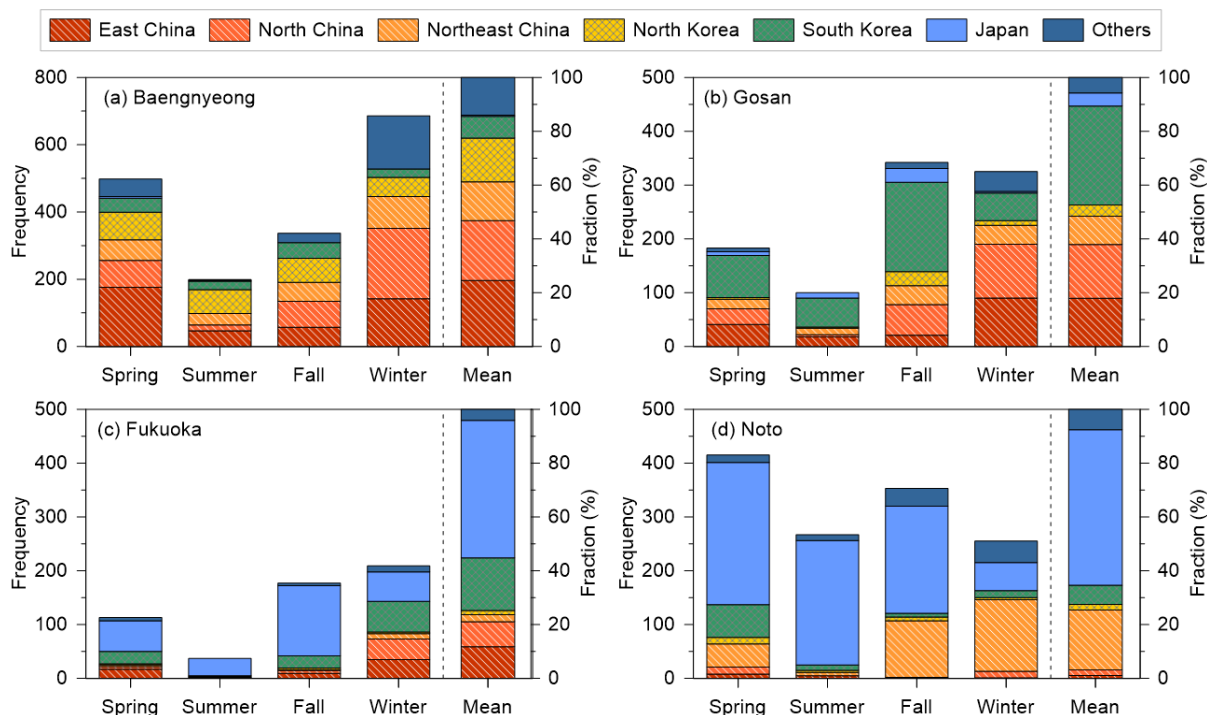 East China North China Northeast China North Korea South Korea Japan Others
(a) Baengnyeong
Frequency
800
600
400
200
0
Spring Summer Fall Winter Mean
100
80
60
40
20
0
Fraction (%)
(b) Gosan
Frequency
500
400
300
200
100
0
Spring Summer Fall Winter Mean
100
80
60
40
20
0
Fraction (%)
(c) Fukuoka
Frequency
500
400
300
200
100
0
Spring Summer Fall Winter Mean
100
80
60
40
20
0
Fraction (%)
(d) Noto
Frequency
500
400
300
200
100
0
Spring Summer Fall Winter Mean
100
80
60
40
20
0
Fraction (%)